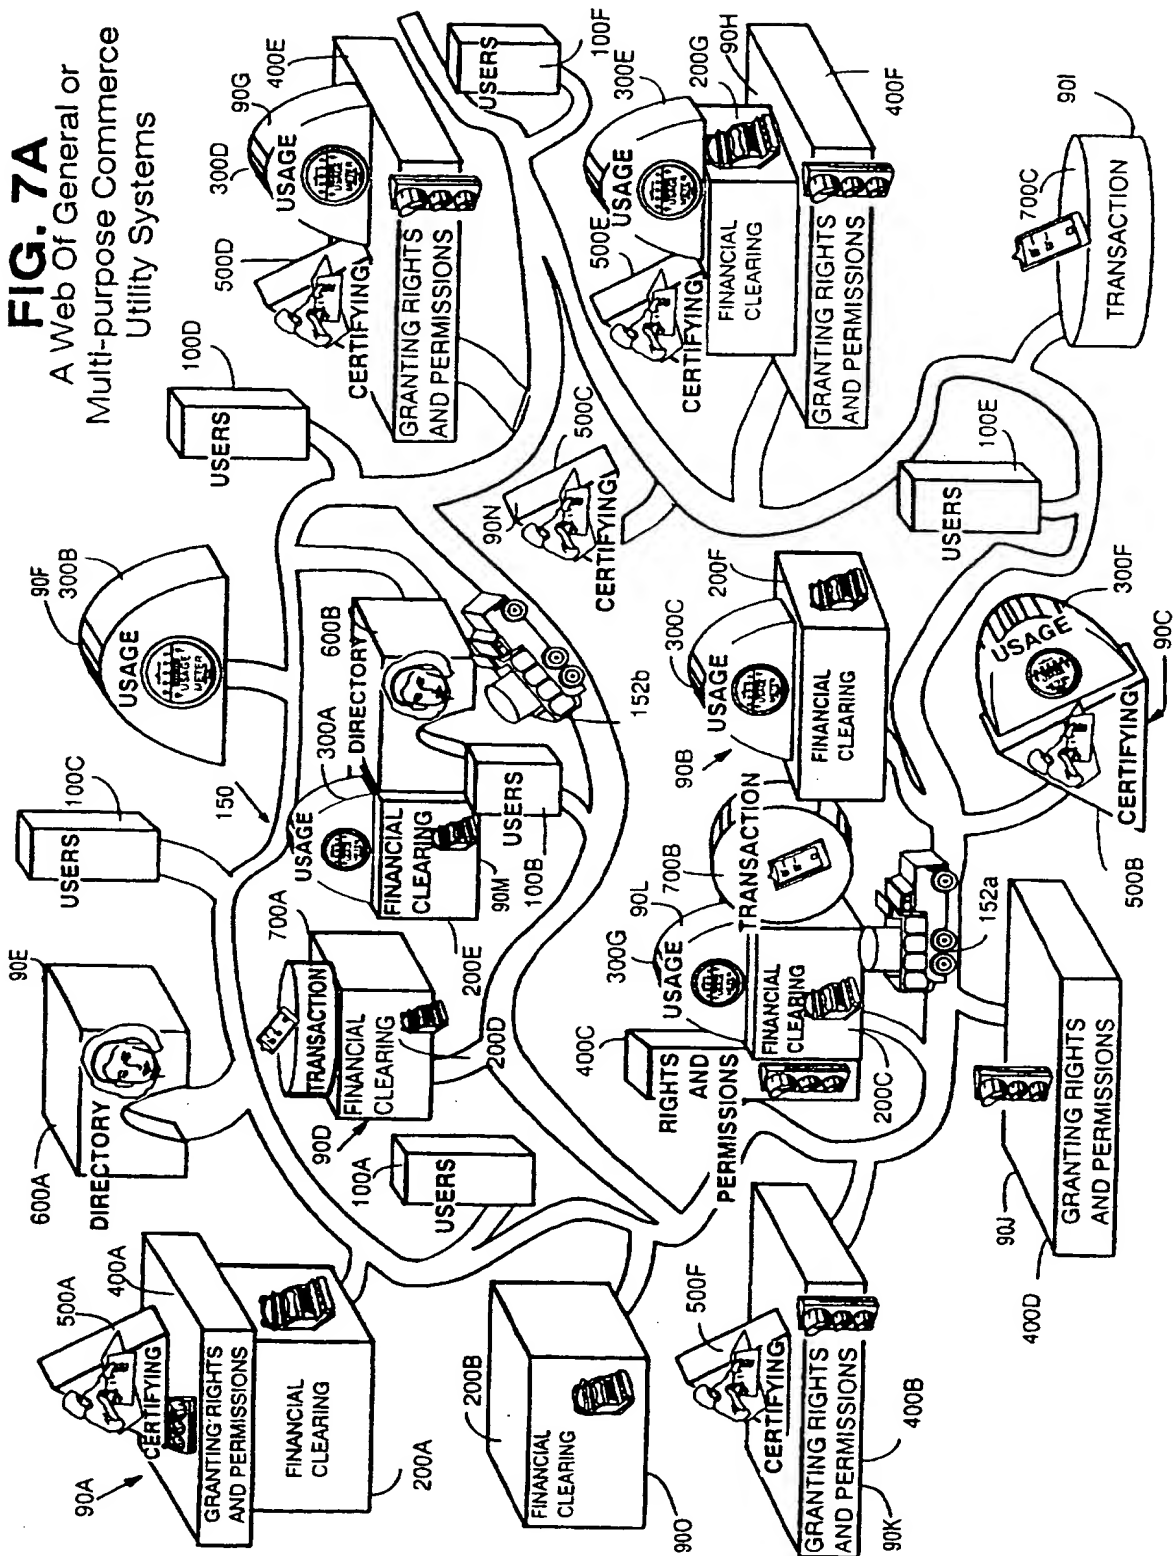 FIG. 7A
A Web Of General or
Multi-purpose Commerce
Utility Systems
90A
500A
400A
CERTIFYING
GRANTING RIGHTS
AND PERMISSIONS
FINANCIAL
CLEARING
200A
600A
90E
DIRECTORY
100C
USERS
150
90F
300B
USAGE
USAGE
METER
100D
USERS
500D
300D
90G
400E
USAGE
CERTIFYING
GRANTING RIGHTS
AND PERMISSIONS
USERS
100F
100A
USERS
90D
700A
TRANSACTION
FINANCIAL
CLEARING
200D
USAGE
300A
FINANCIAL
CLEARING
200E
90M
DIRECTORY
600B
USERS
100B
152b
90N
500C
CERTIFYING
500E
300E
200G
90H
USAGE
CERTIFYING
FINANCIAL
CLEARING
GRANTING RIGHTS
AND PERMISSIONS
400F
200B
FINANCIAL
CLEARING
90O
400C
RIGHTS AND
PERMISSIONS
300G
90L
USAGE
FINANCIAL
CLEARING
200C
700B
TRANSACTION
152a
90B
300C
200F
USAGE
FINANCIAL
CLEARING
USERS
100E
700C
90I
TRANSACTION
500F
CERTIFYING
GRANTING RIGHTS
AND PERMISSIONS
90K
400B
90J
GRANTING RIGHTS
AND PERMISSIONS
400D
500B
CERTIFYING
USAGE
300F
90C